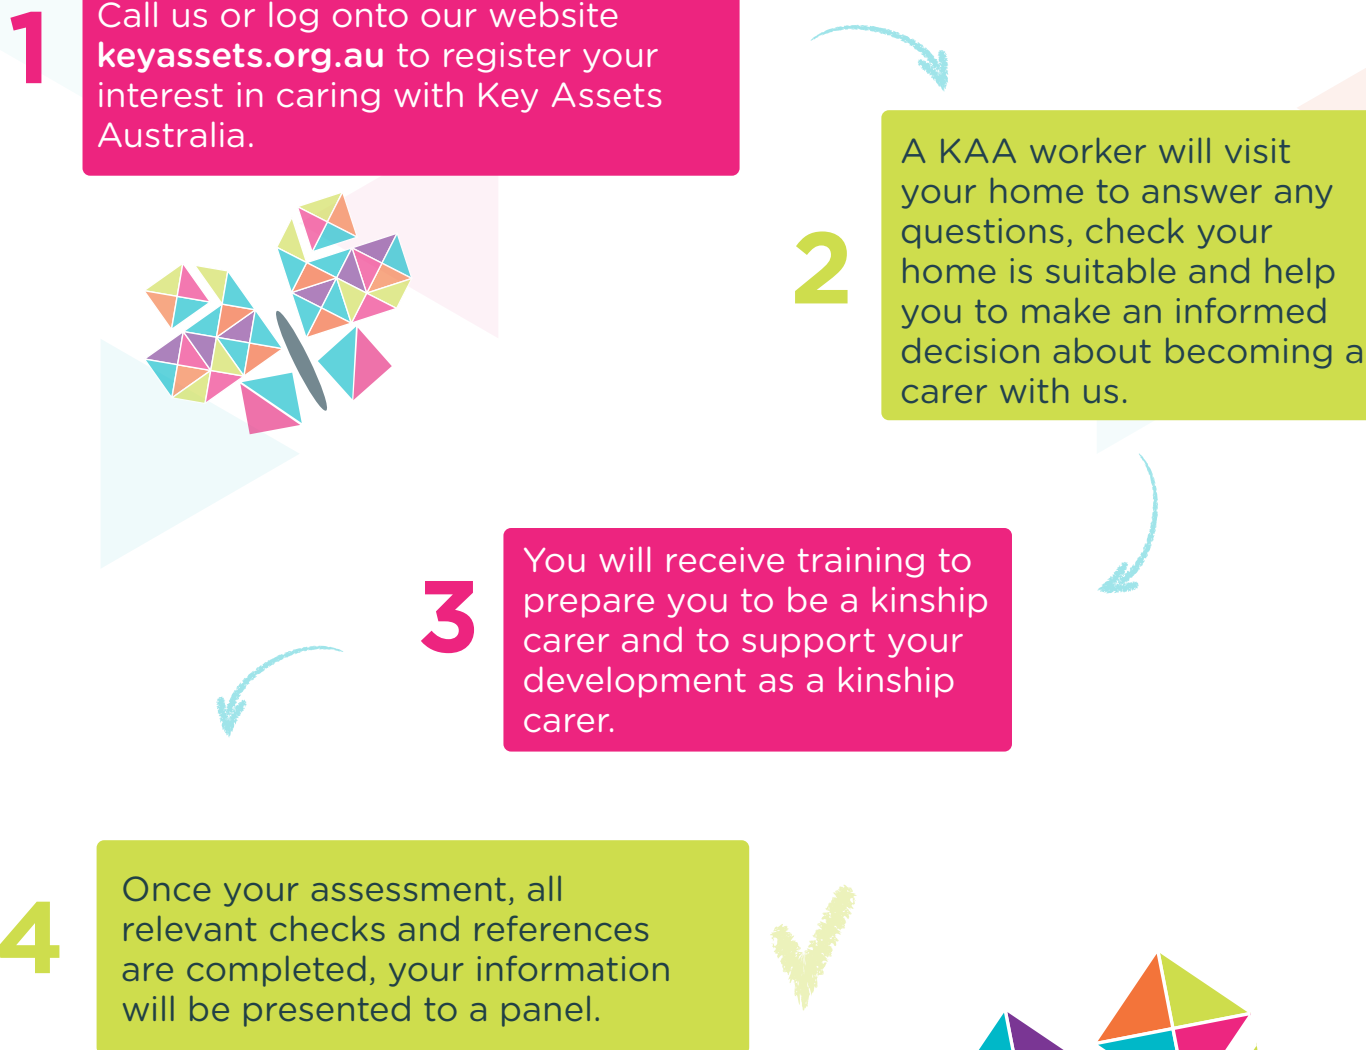 1
Call us or log onto our website
keyassets.org.au to register your
interest in caring with Key Assets
Australia.
2
A KAA worker will visit
your home to answer any
questions, check your
home is suitable and help
you to make an informed
decision about becoming a
carer with us.
3
You will receive training to
prepare you to be a kinship
carer and to support your
development as a kinship
carer.
4
Once your assessment, all
relevant checks and references
are completed, your information
will be presented to a panel.